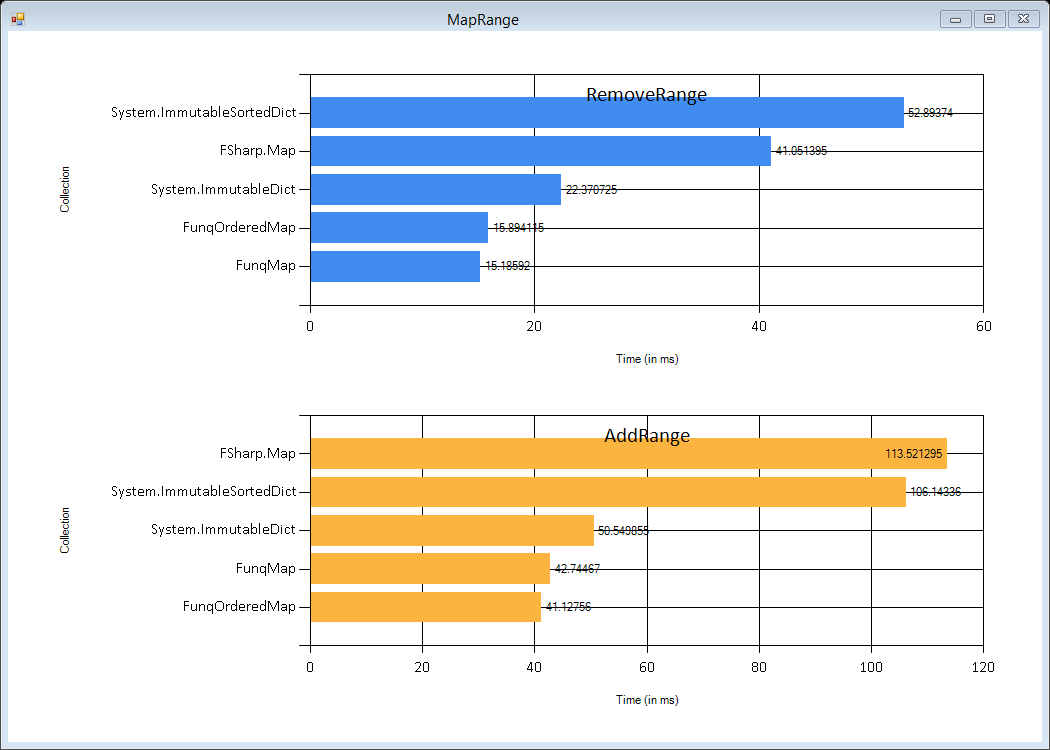 MapRange
RemoveRange
System.ImmutableSortedDict 52.89374
FSharp.Map 41.051395
System.ImmutableDict 22.370725
FunqOrderedMap 15.894115
FunqMap 15.18592
Collection
0 20 40 60
Time (in ms)
AddRange
FSharp.Map 113.521295
System.ImmutableSortedDict 106.14336
System.ImmutableDict 50.549855
FunqMap 42.74467
FunqOrderedMap 41.12756
Collection
0 20 40 60 80 100 120
Time (in ms)